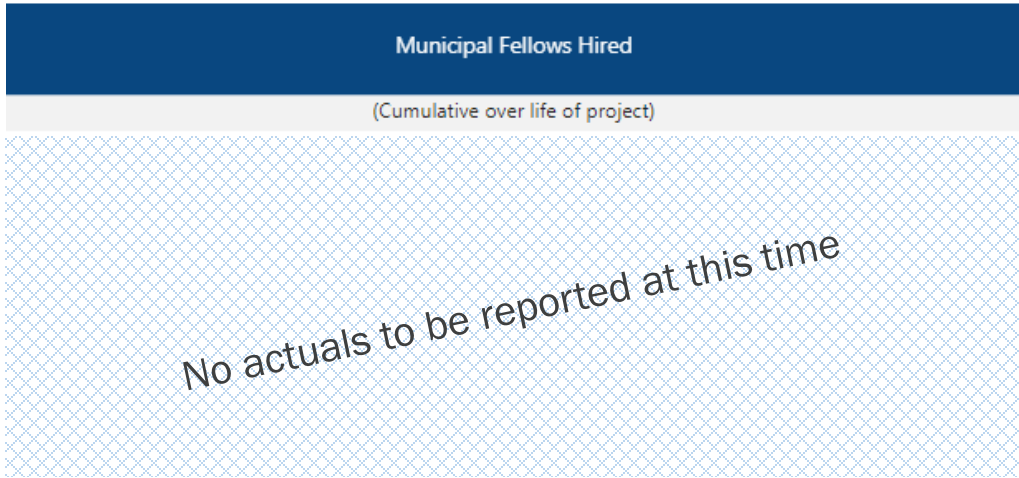 Municipal Fellows Hired
(Cumulative over life of project)
No actuals to be reported at this time